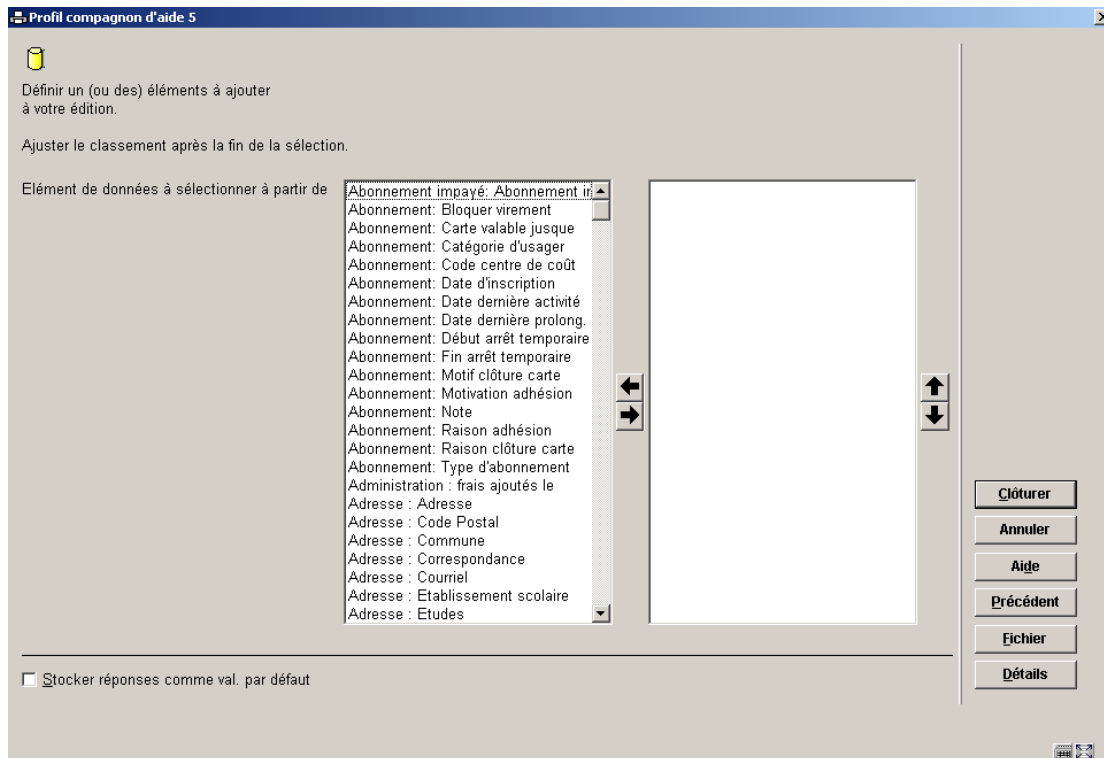 Profil compagnon d'aide 5
Définir un (ou des) éléments à ajouter
à votre édition.
Ajuster le classement après la fin de la sélection.
Elément de données à sélectionner à partir de
Abonnement impayé: Abonnement ir
Abonnement: Bloquer virement
Abonnement: Carte valable jusque
Abonnement: Catégorie d'usager
Abonnement: Code centre de coût
Abonnement: Date d'inscription
Abonnement: Date dernière activité
Abonnement: Date dernière prolong.
Abonnement: Début arrêt temporaire
Abonnement: Fin arrêt temporaire
Abonnement: Motif clôture carte
Abonnement: Motivation adhésion
Abonnement: Note
Abonnement: Raison adhésion
Abonnement: Raison clôture carte
Abonnement: Type d'abonnement
Administration : frais ajoutés le
Adresse : Adresse
Adresse : Code Postal
Adresse : Commune
Adresse : Correspondance
Adresse : Courriel
Adresse : Etablissement scolaire
Adresse : Etudes
Clôturer
Annuler
Aide
Précédent
Fichier
Détails
Stocker réponses comme val. par défaut